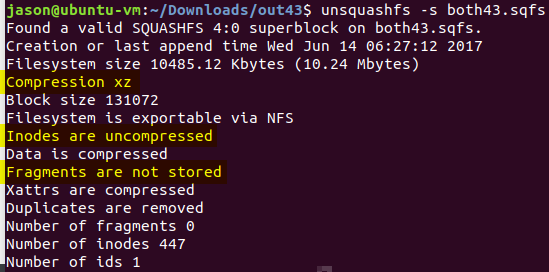 jason@ubuntu-vm:~/Downloads/out43$ unsquashfs -s both43.sqfs
Found a valid SQUASHFS 4:0 superblock on both43.sqfs.
Creation or last append time Wed Jun 14 06:27:12 2017
Filesystem size 10485.12 Kbytes (10.24 Mbytes)
Compression xz
Block size 131072
Filesystem is exportable via NFS
Inodes are uncompressed
Data is compressed
Fragments are not stored
Xattrs are compressed
Duplicates are removed
Number of fragments 0
Number of inodes 447
Number of ids 1